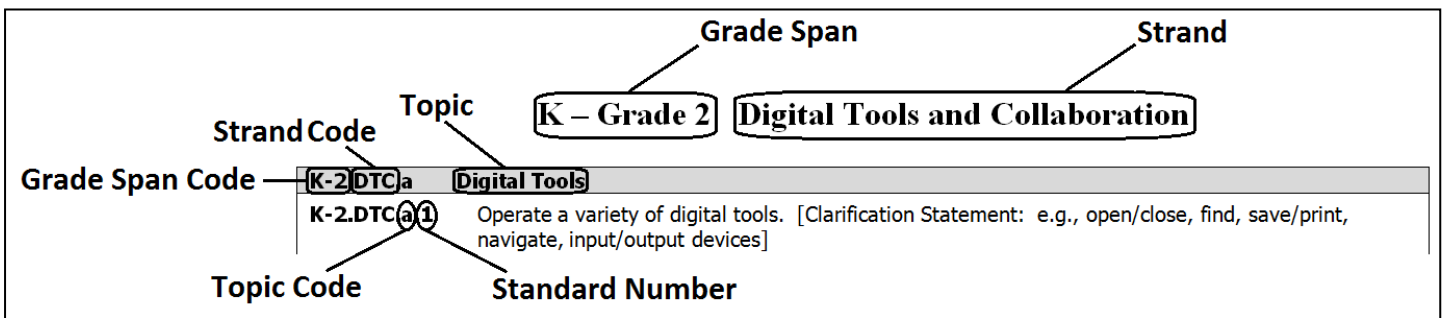 Grade Span Strand
Topic K – Grade 2 Digital Tools and Collaboration
Strand Code
Grade Span Code K-2 DTC a Digital Tools
K-2.DTC a 1 Operate a variety of digital tools. [Clarification Statement: e.g., open/close, find, save/print,
navigate, input/output devices]
Topic Code Standard Number